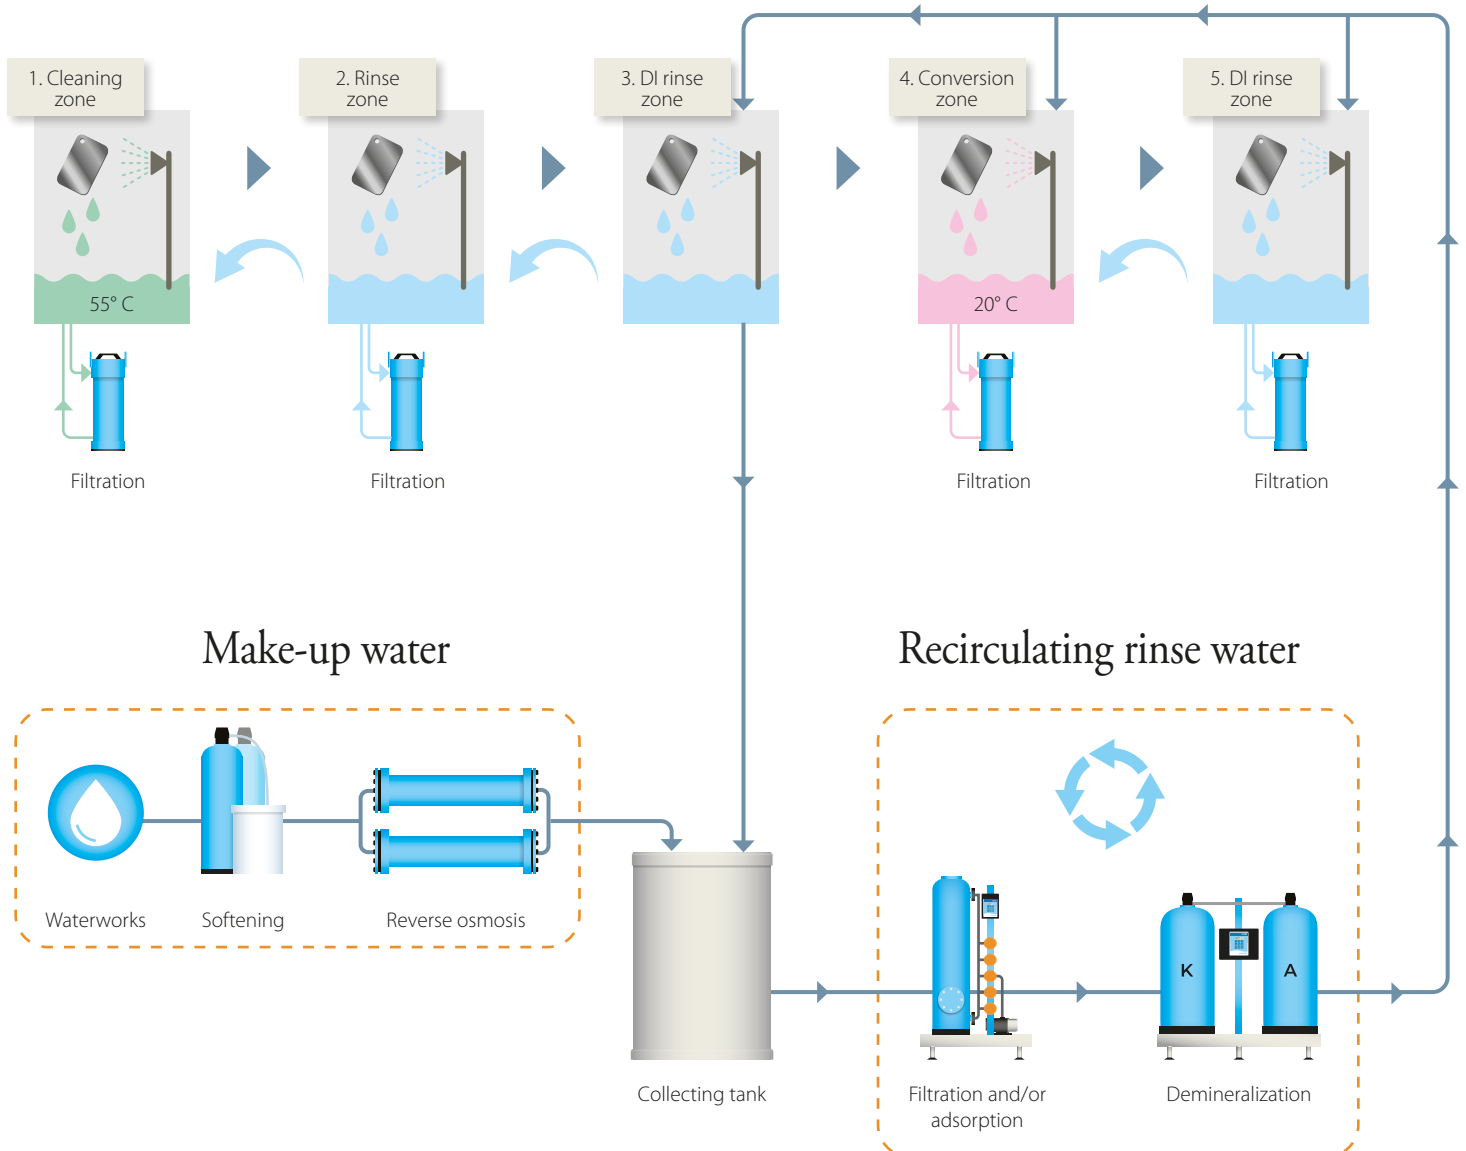 1. Cleaning
zone
2. Rinse
zone
3. DI rinse
zone
4. Conversion
zone
5. DI rinse
zone
55° C
20° C
Filtration
Filtration
Filtration
Filtration
Make-up water
Recirculating rinse water
Waterworks
Softening
Reverse osmosis
K
A
Collecting tank
Filtration and/or
adsorption
Demineralization